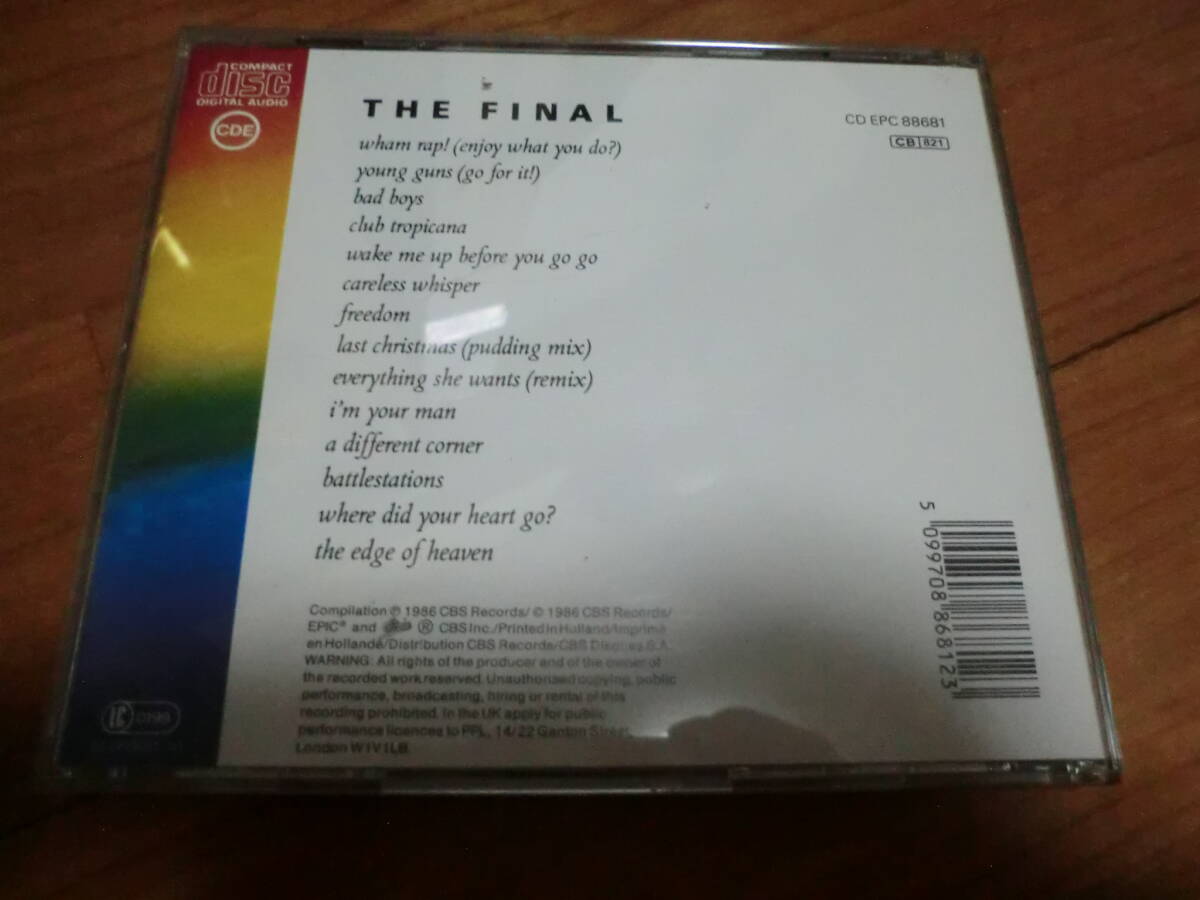 COMPACT
disc
DIGITAL AUDIO
CDE
THE FINAL
CD EPC 88681
CB 821
wham rap! (enjoy what you do?)
young guns (go for it!)
bad boys
club tropicana
wake me up before you go go
careless whisper
freedom
last christmas (pudding mix)
everything she wants (remix)
i'm your man
a different corner
battlestations
where did your heart go?
the edge of heaven
5 099708 868123
Compilation ℗ 1986 CBS Records/ © 1986 CBS Records/
EPIC® and ® CBS Inc./Printed in Holland/Imprimé
en Hollande/Distribution CBS Records/CBS Disques S.A.
WARNING: All rights of the producer and of the owner of
the recorded work reserved. Unauthorised copying, public
performance, broadcasting, hiring or rental of this
recording prohibited. In the UK apply for public
performance licences to PPL, 14/22 Ganton Street,
London W1V 1LB.